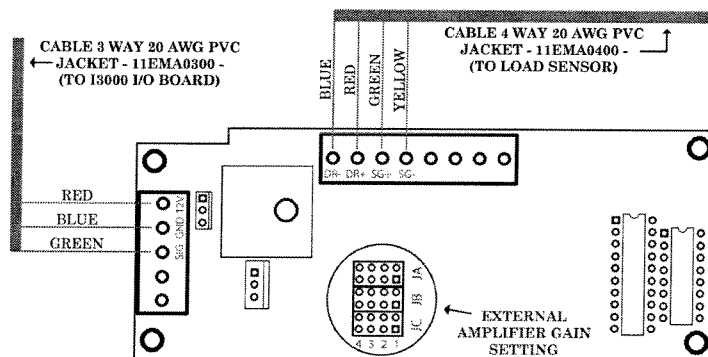 CABLE 3 WAY 20 AWG PVC
JACKET - 11EMA0300 -
(TO I3000 I/O BOARD)
CABLE 4 WAY 20 AWG PVC
JACKET - 11EMA0400 -
(TO LOAD SENSOR)
BLUE
RED
GREEN
YELLOW
DR- DR+ SG+ SG-
RED
BLUE
GREEN
12V
GND
SIG
JA
JB
JC
4 3 2 1
EXTERNAL
AMPLIFIER GAIN
SETTING